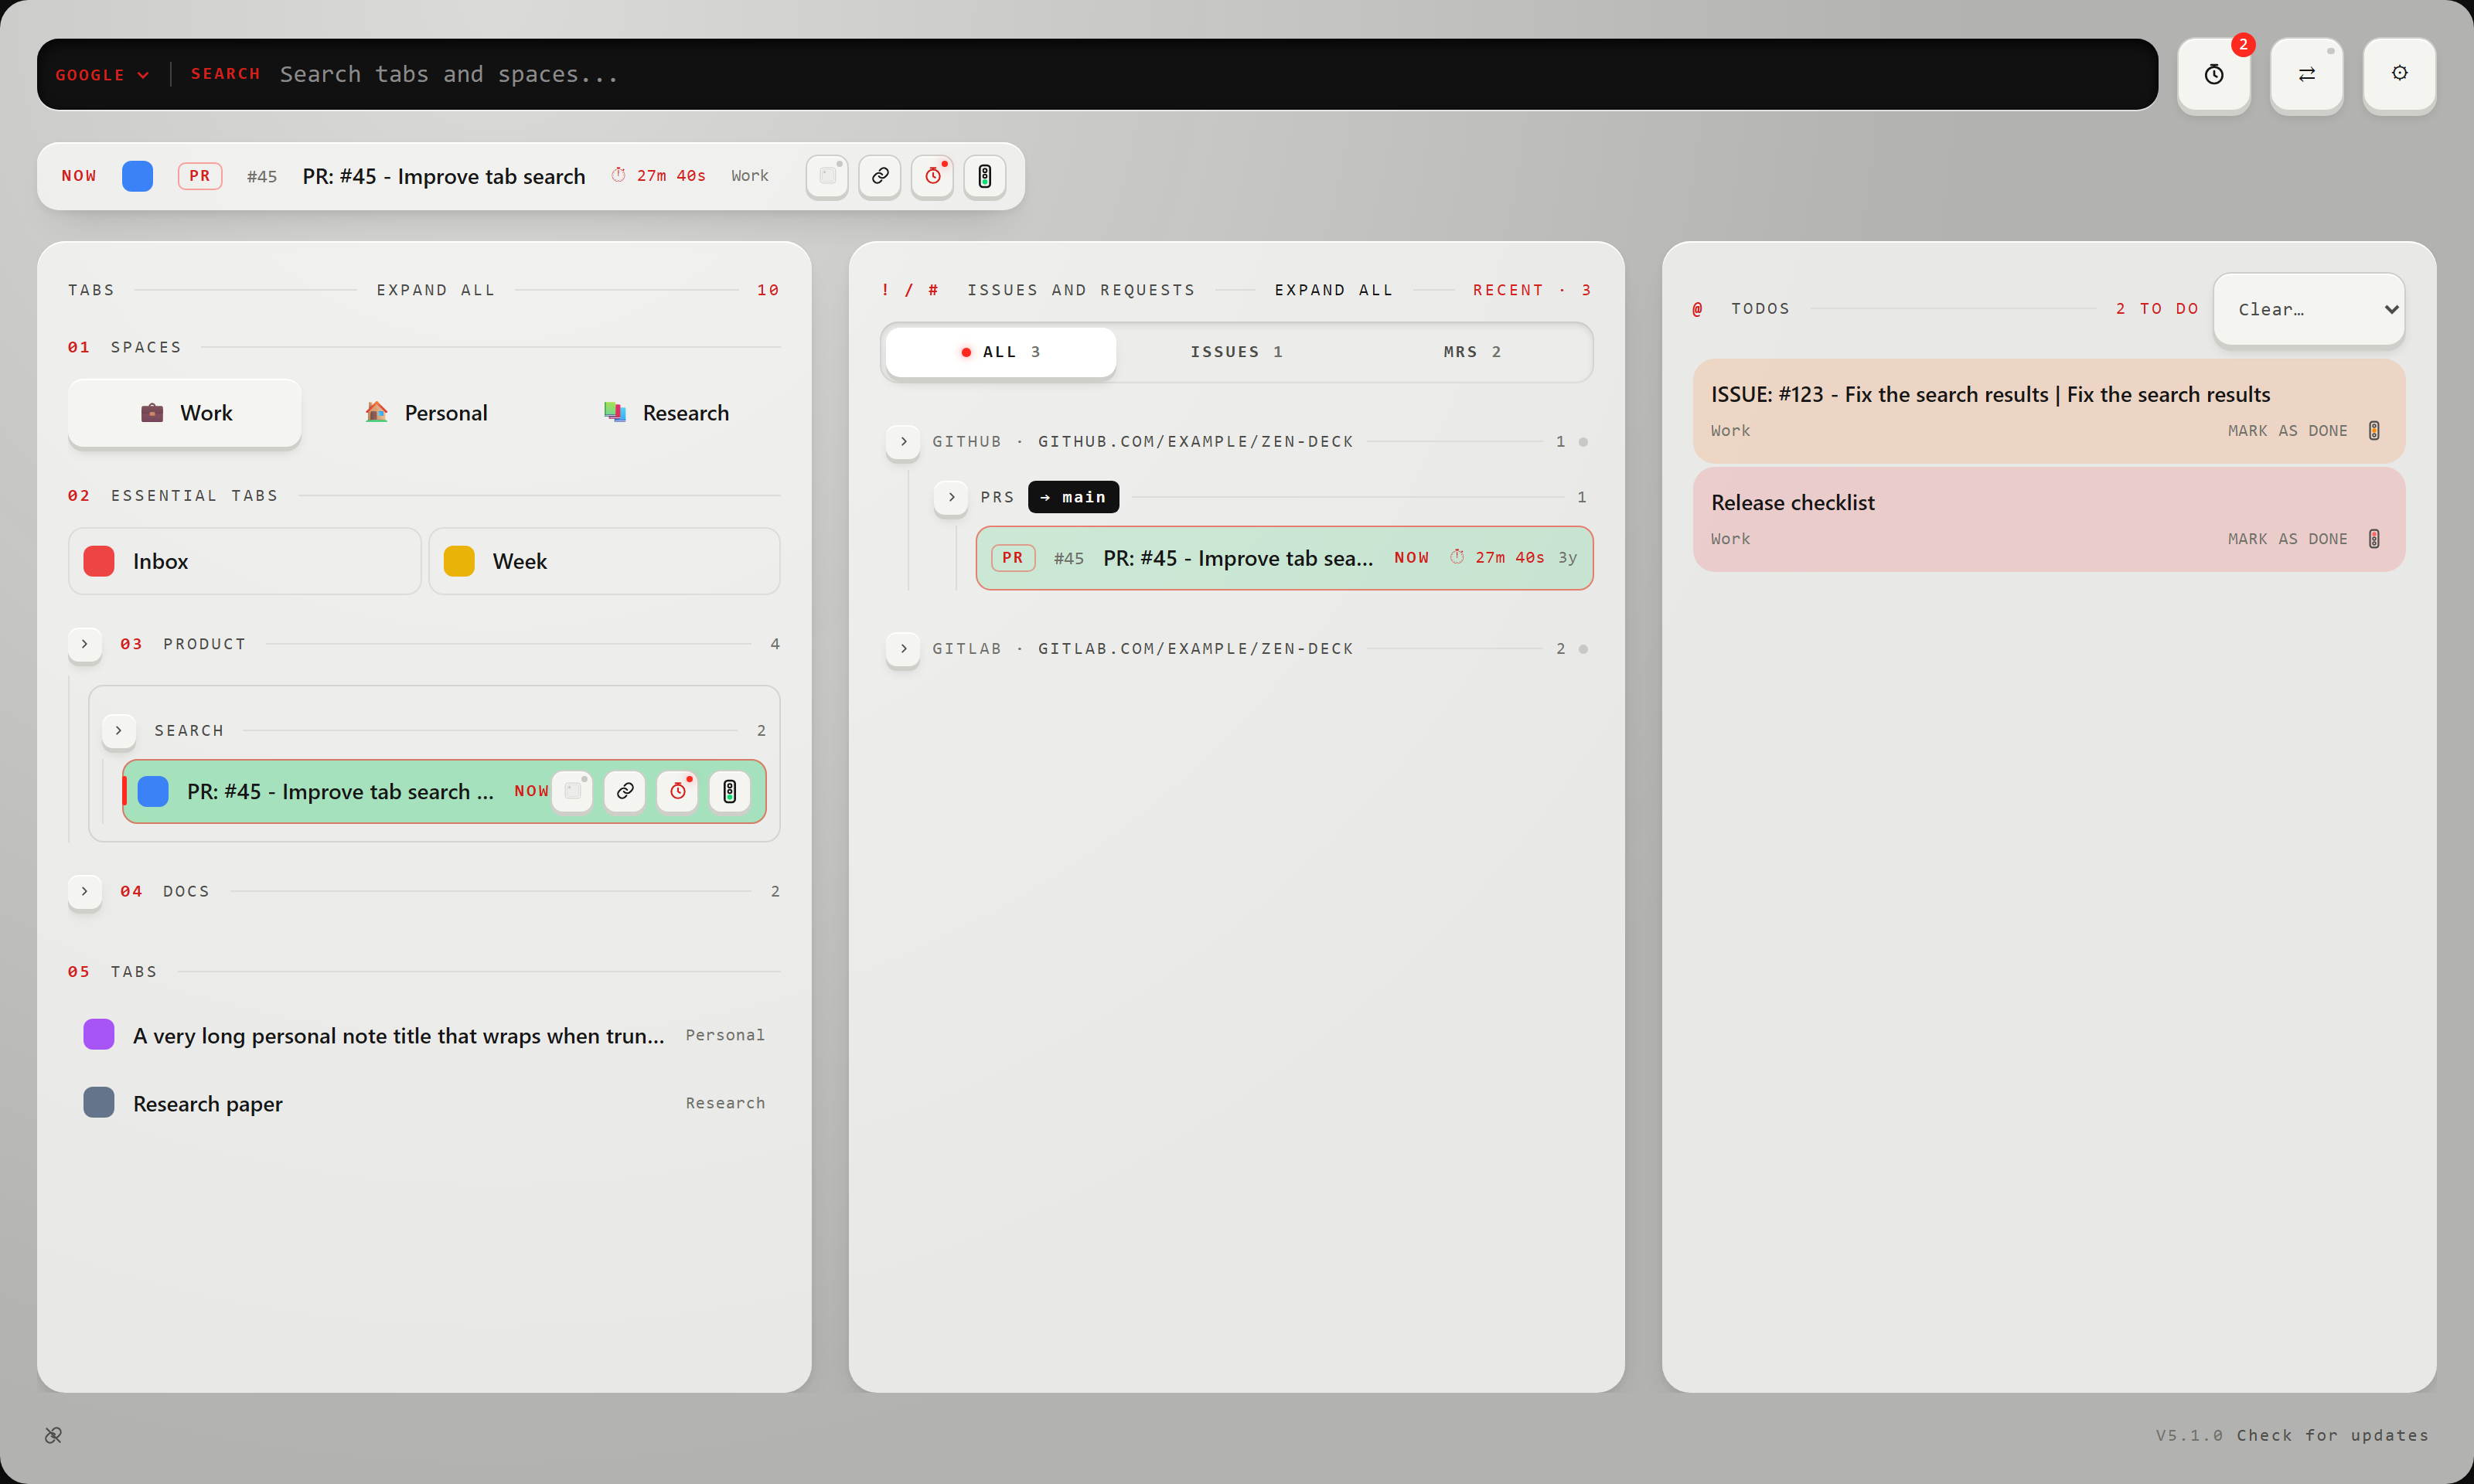 GOOGLE SEARCH Search tabs and spaces...
2
NOW PR #45 PR: #45 - Improve tab search 27m 40s Work
TABS EXPAND ALL 10
01 SPACES
Work Personal Research
02 ESSENTIAL TABS
Inbox Week
03 PRODUCT 4
SEARCH 2
PR: #45 - Improve tab search ... NOW
04 DOCS 2
05 TABS
A very long personal note title that wraps when trun... Personal
Research paper Research
! / # ISSUES AND REQUESTS EXPAND ALL RECENT · 3
ALL 3 ISSUES 1 MRS 2
GITHUB · GITHUB.COM/EXAMPLE/ZEN-DECK 1
PRS → main 1
PR #45 PR: #45 - Improve tab sea... NOW 27m 40s 3y
GITLAB · GITLAB.COM/EXAMPLE/ZEN-DECK 2
@ TODOS 2 TO DO Clear…
ISSUE: #123 - Fix the search results | Fix the search results
Work MARK AS DONE
Release checklist
Work MARK AS DONE
V5.1.0 Check for updates